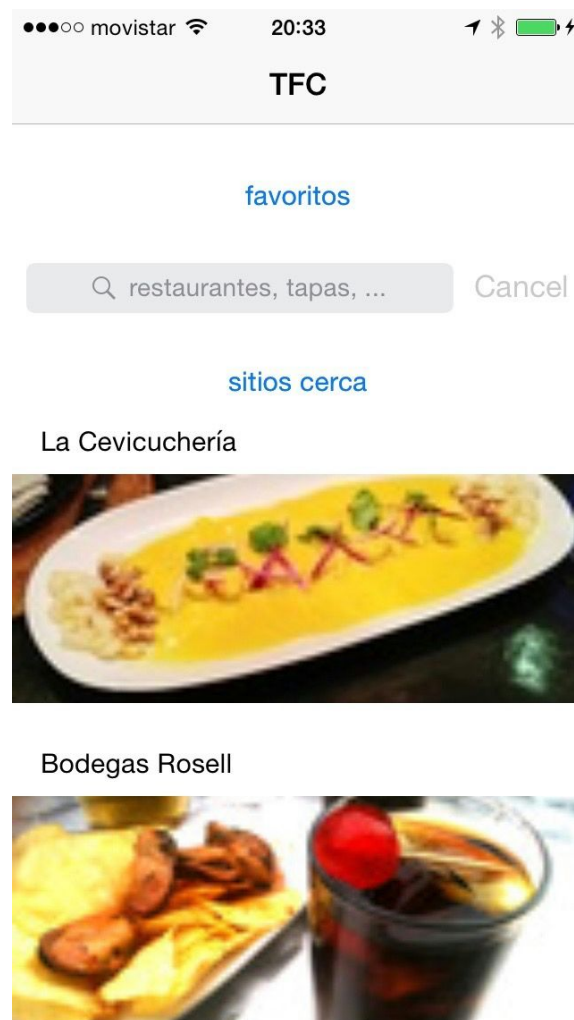 movistar 20:33
TFC
favoritos
restaurantes, tapas, ... Cancel
sitios cerca
La Cevicuchería
Bodegas Rosell